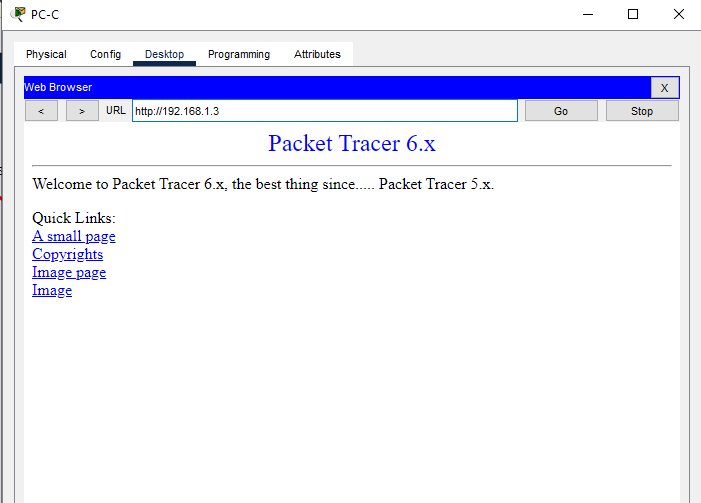 PC-C
Physical Config Desktop Programming Attributes
Web Browser X
< > URL http://192.168.1.3 Go Stop
Packet Tracer 6.x
Welcome to Packet Tracer 6.x, the best thing since..... Packet Tracer 5.x.
Quick Links:
A small page
Copyrights
Image page
Image